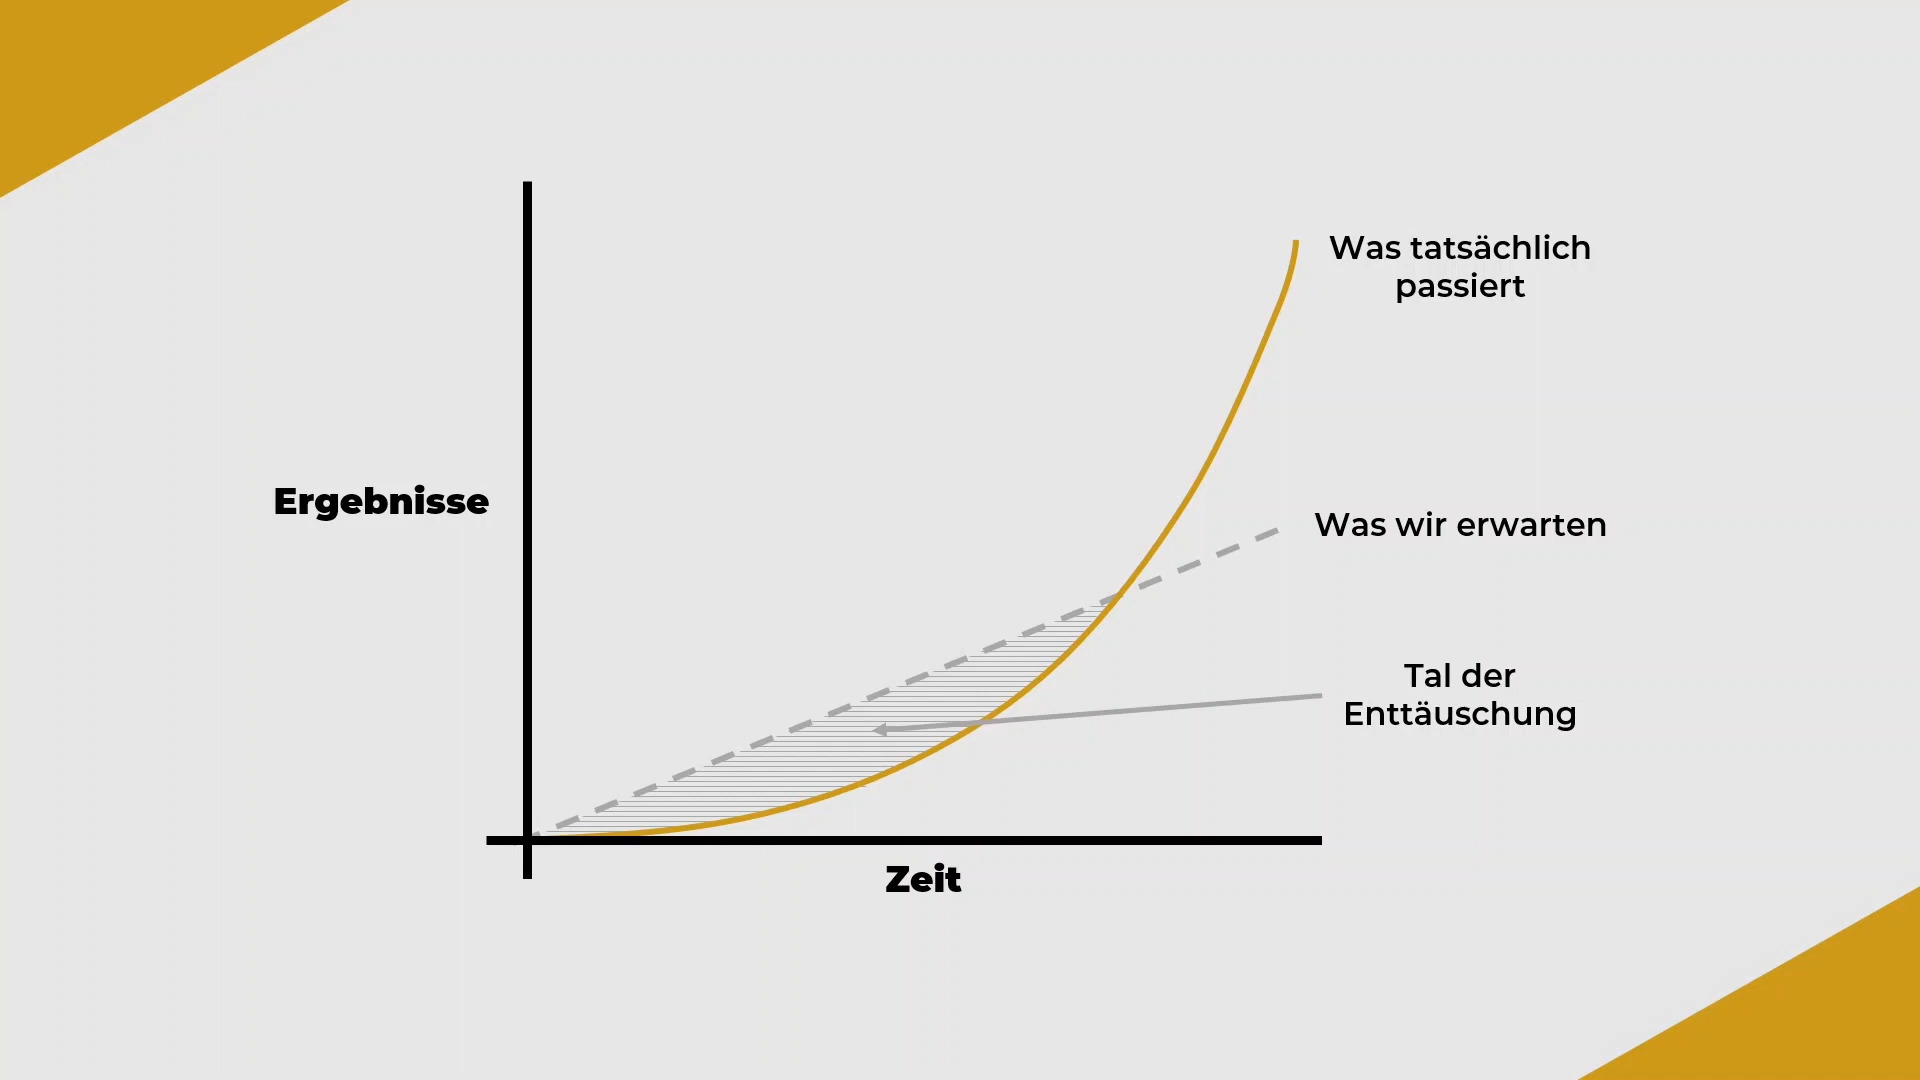 Was tatsächlich
passiert
Ergebnisse
Was wir erwarten
Tal der
Enttäuschung
Zeit